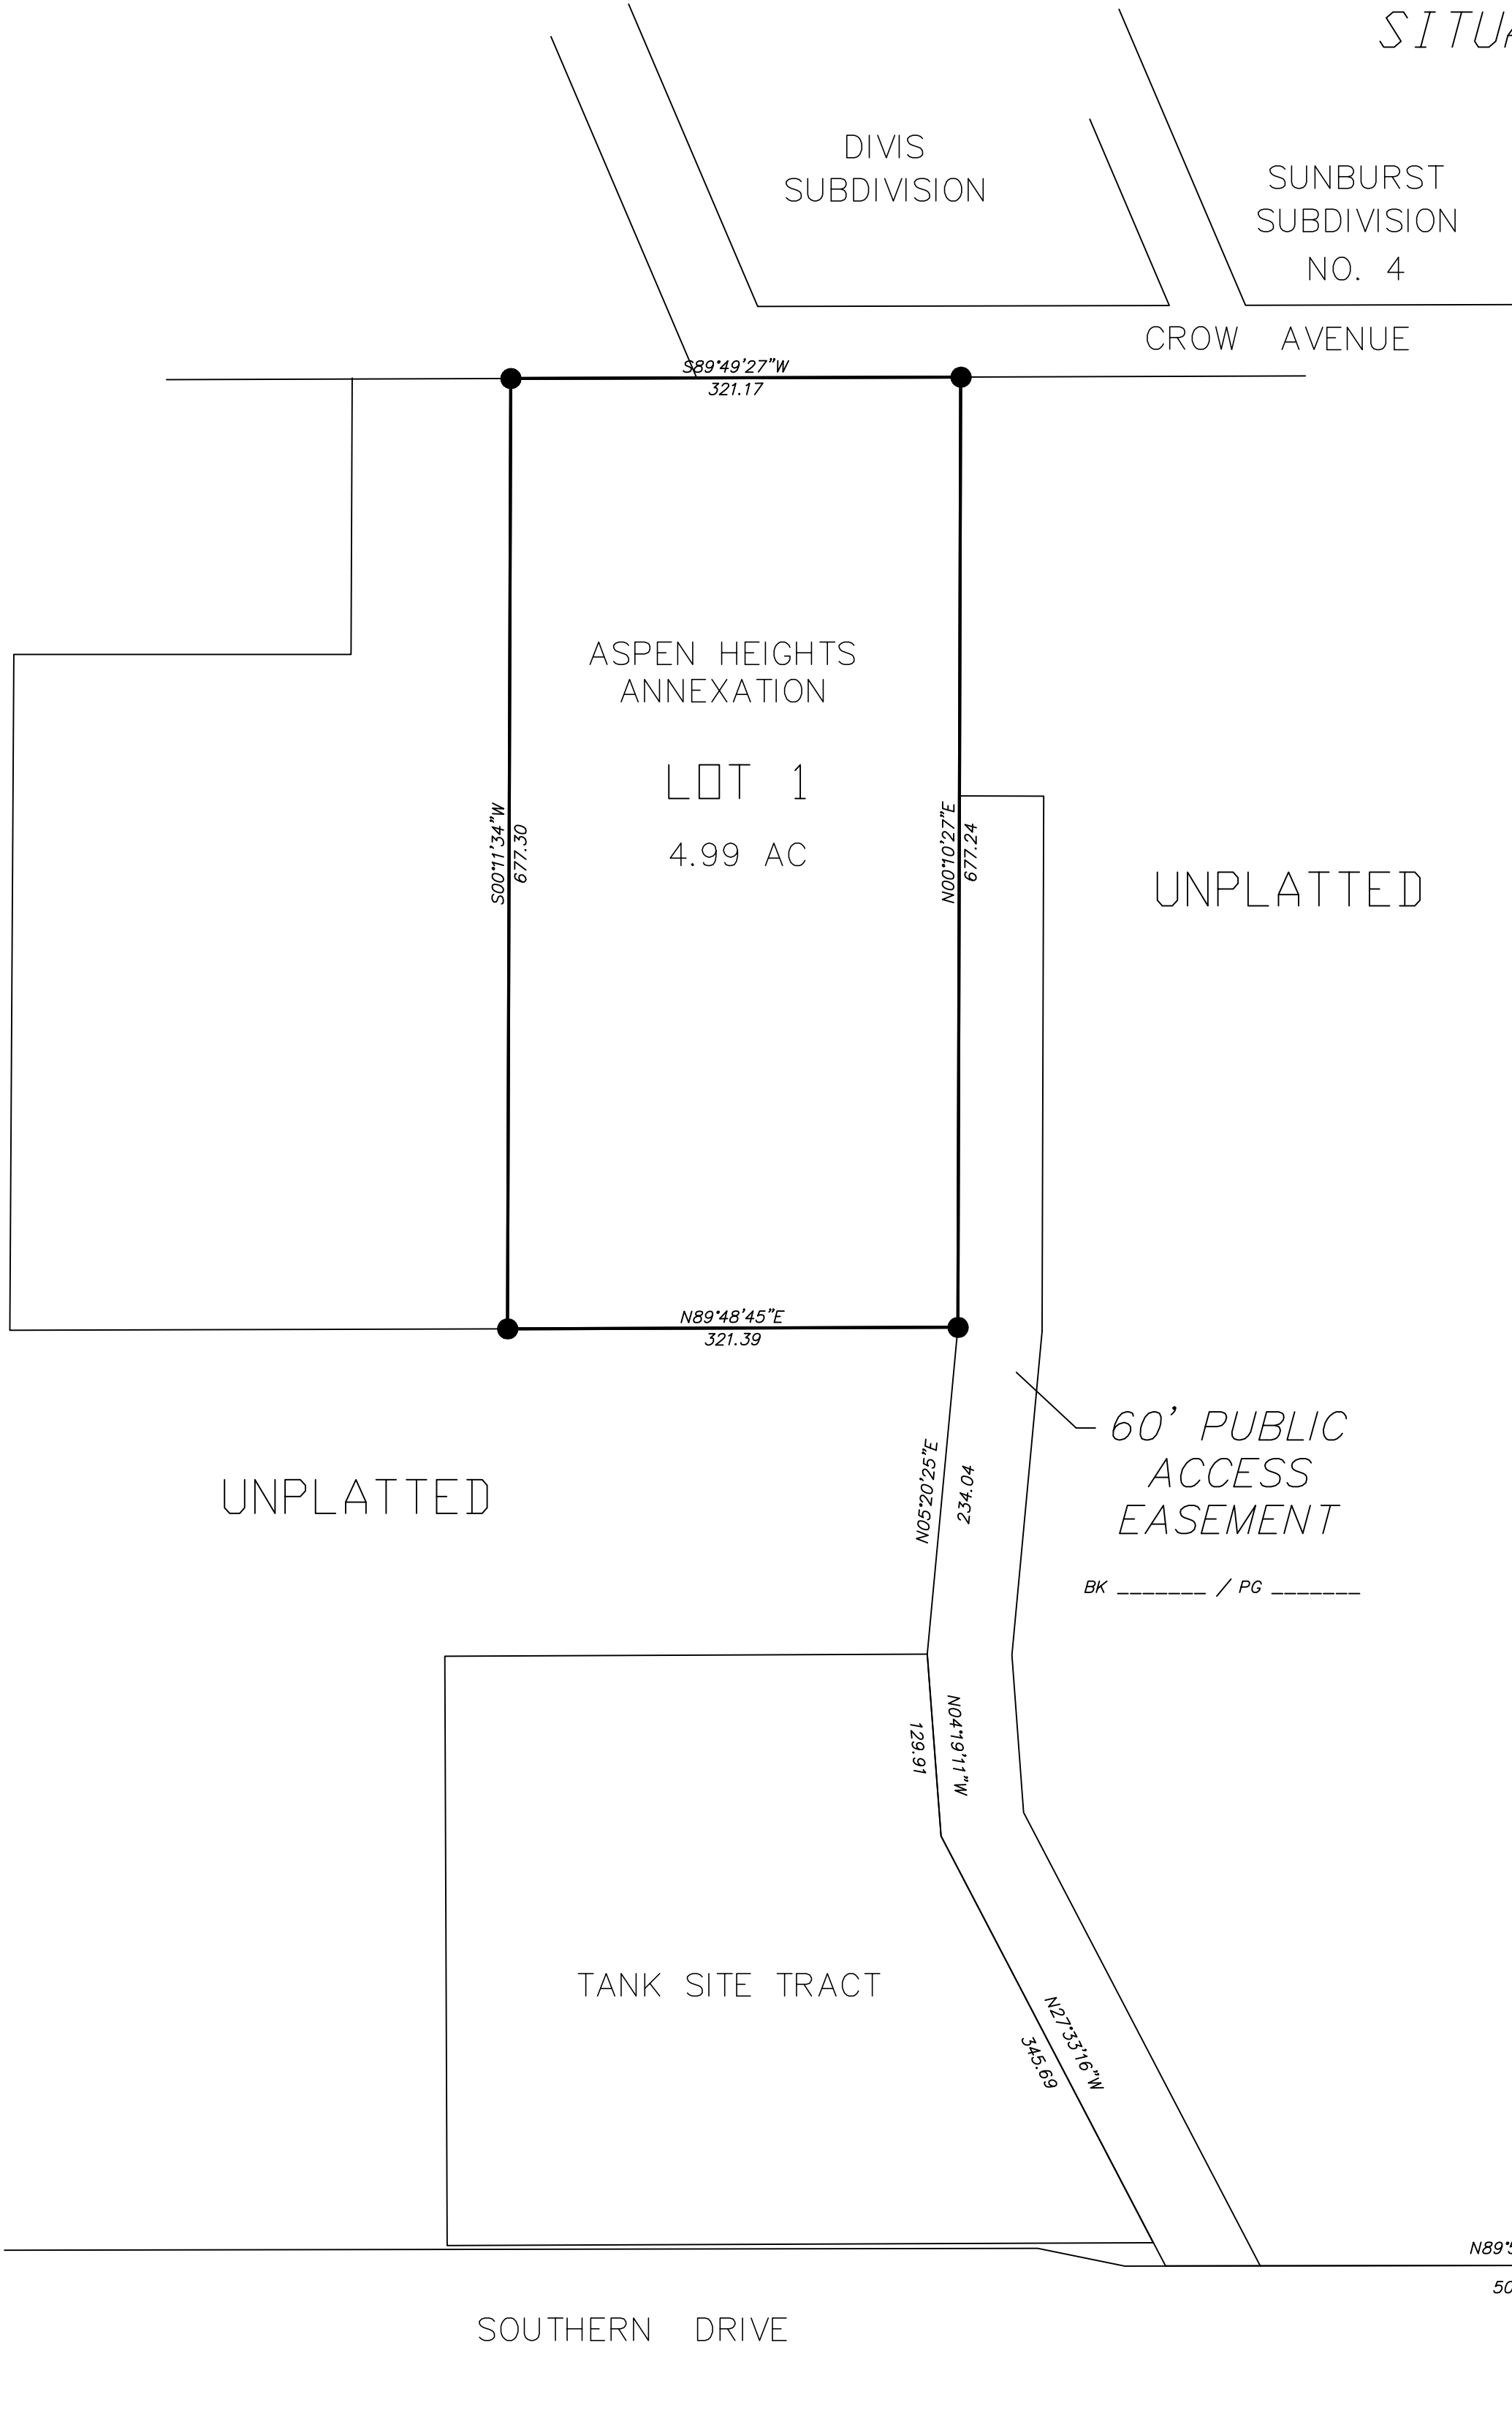 DIVIS
SUBDIVISION
SUNBURST
SUBDIVISION
NO. 4
CROW AVENUE
S89°49'27"W
321.17
ASPEN HEIGHTS
ANNEXATION
LOT 1
4.99 AC
S00°11'34"W
677.30
N00°10'27"E
677.24
UNPLATTED
N89°48'45"E
321.39
60' PUBLIC
ACCESS
EASEMENT
BK _______ / PG _______
N05°20'25"E
234.04
UNPLATTED
N04°19'11"W
129.91
TANK SITE TRACT
N27°33'16"W
345.69
SOUTHERN DRIVE